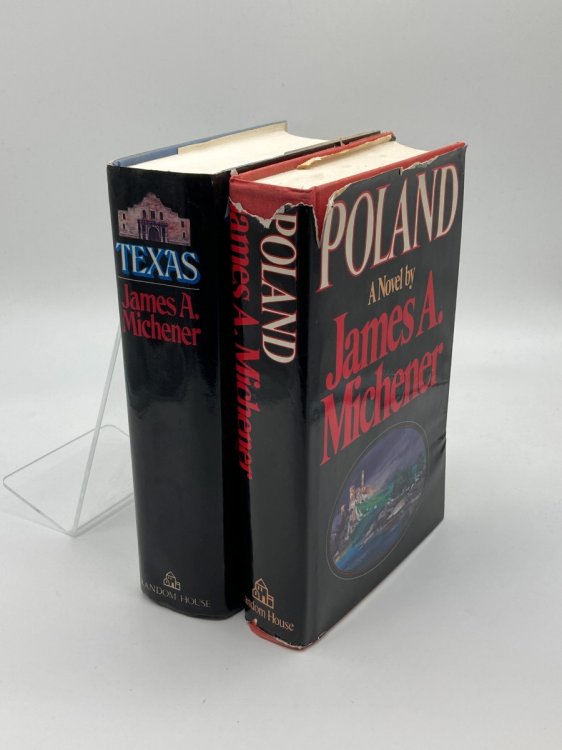 TEXAS
James A.
Michener
RANDOM HOUSE
James A. Michener
POLAND
Random House
POLAND
A Novel by
James A.
Michener